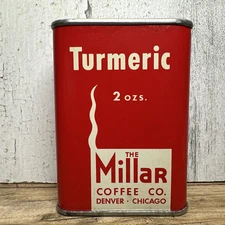 Turmeric
2 ozs.
THE
Millar
COFFEE CO.
DENVER · CHICAGO